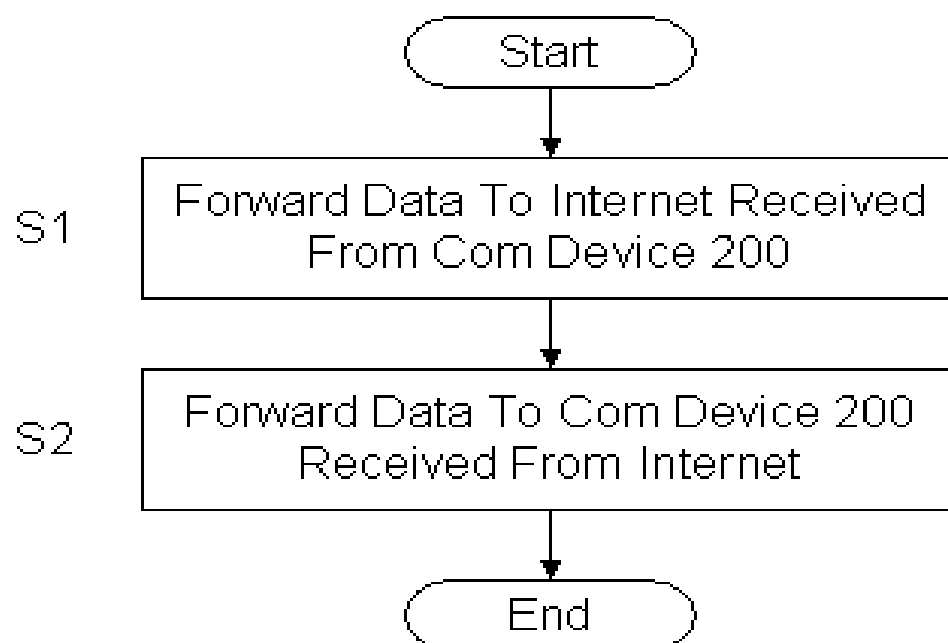 Start
S1
Forward Data To Internet Received
From Com Device 200
S2
Forward Data To Com Device 200
Received From Internet
End